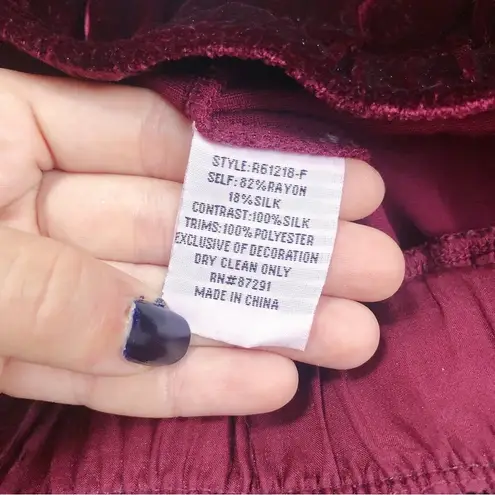 STYLE:R61218-F
SELF:82%RAYON
18%SILK
CONTRAST:100%SILK
TRIMS:100%POLYESTER
EXCLUSIVE OF DECORATION
DRY CLEAN ONLY
RN#87291
MADE IN CHINA